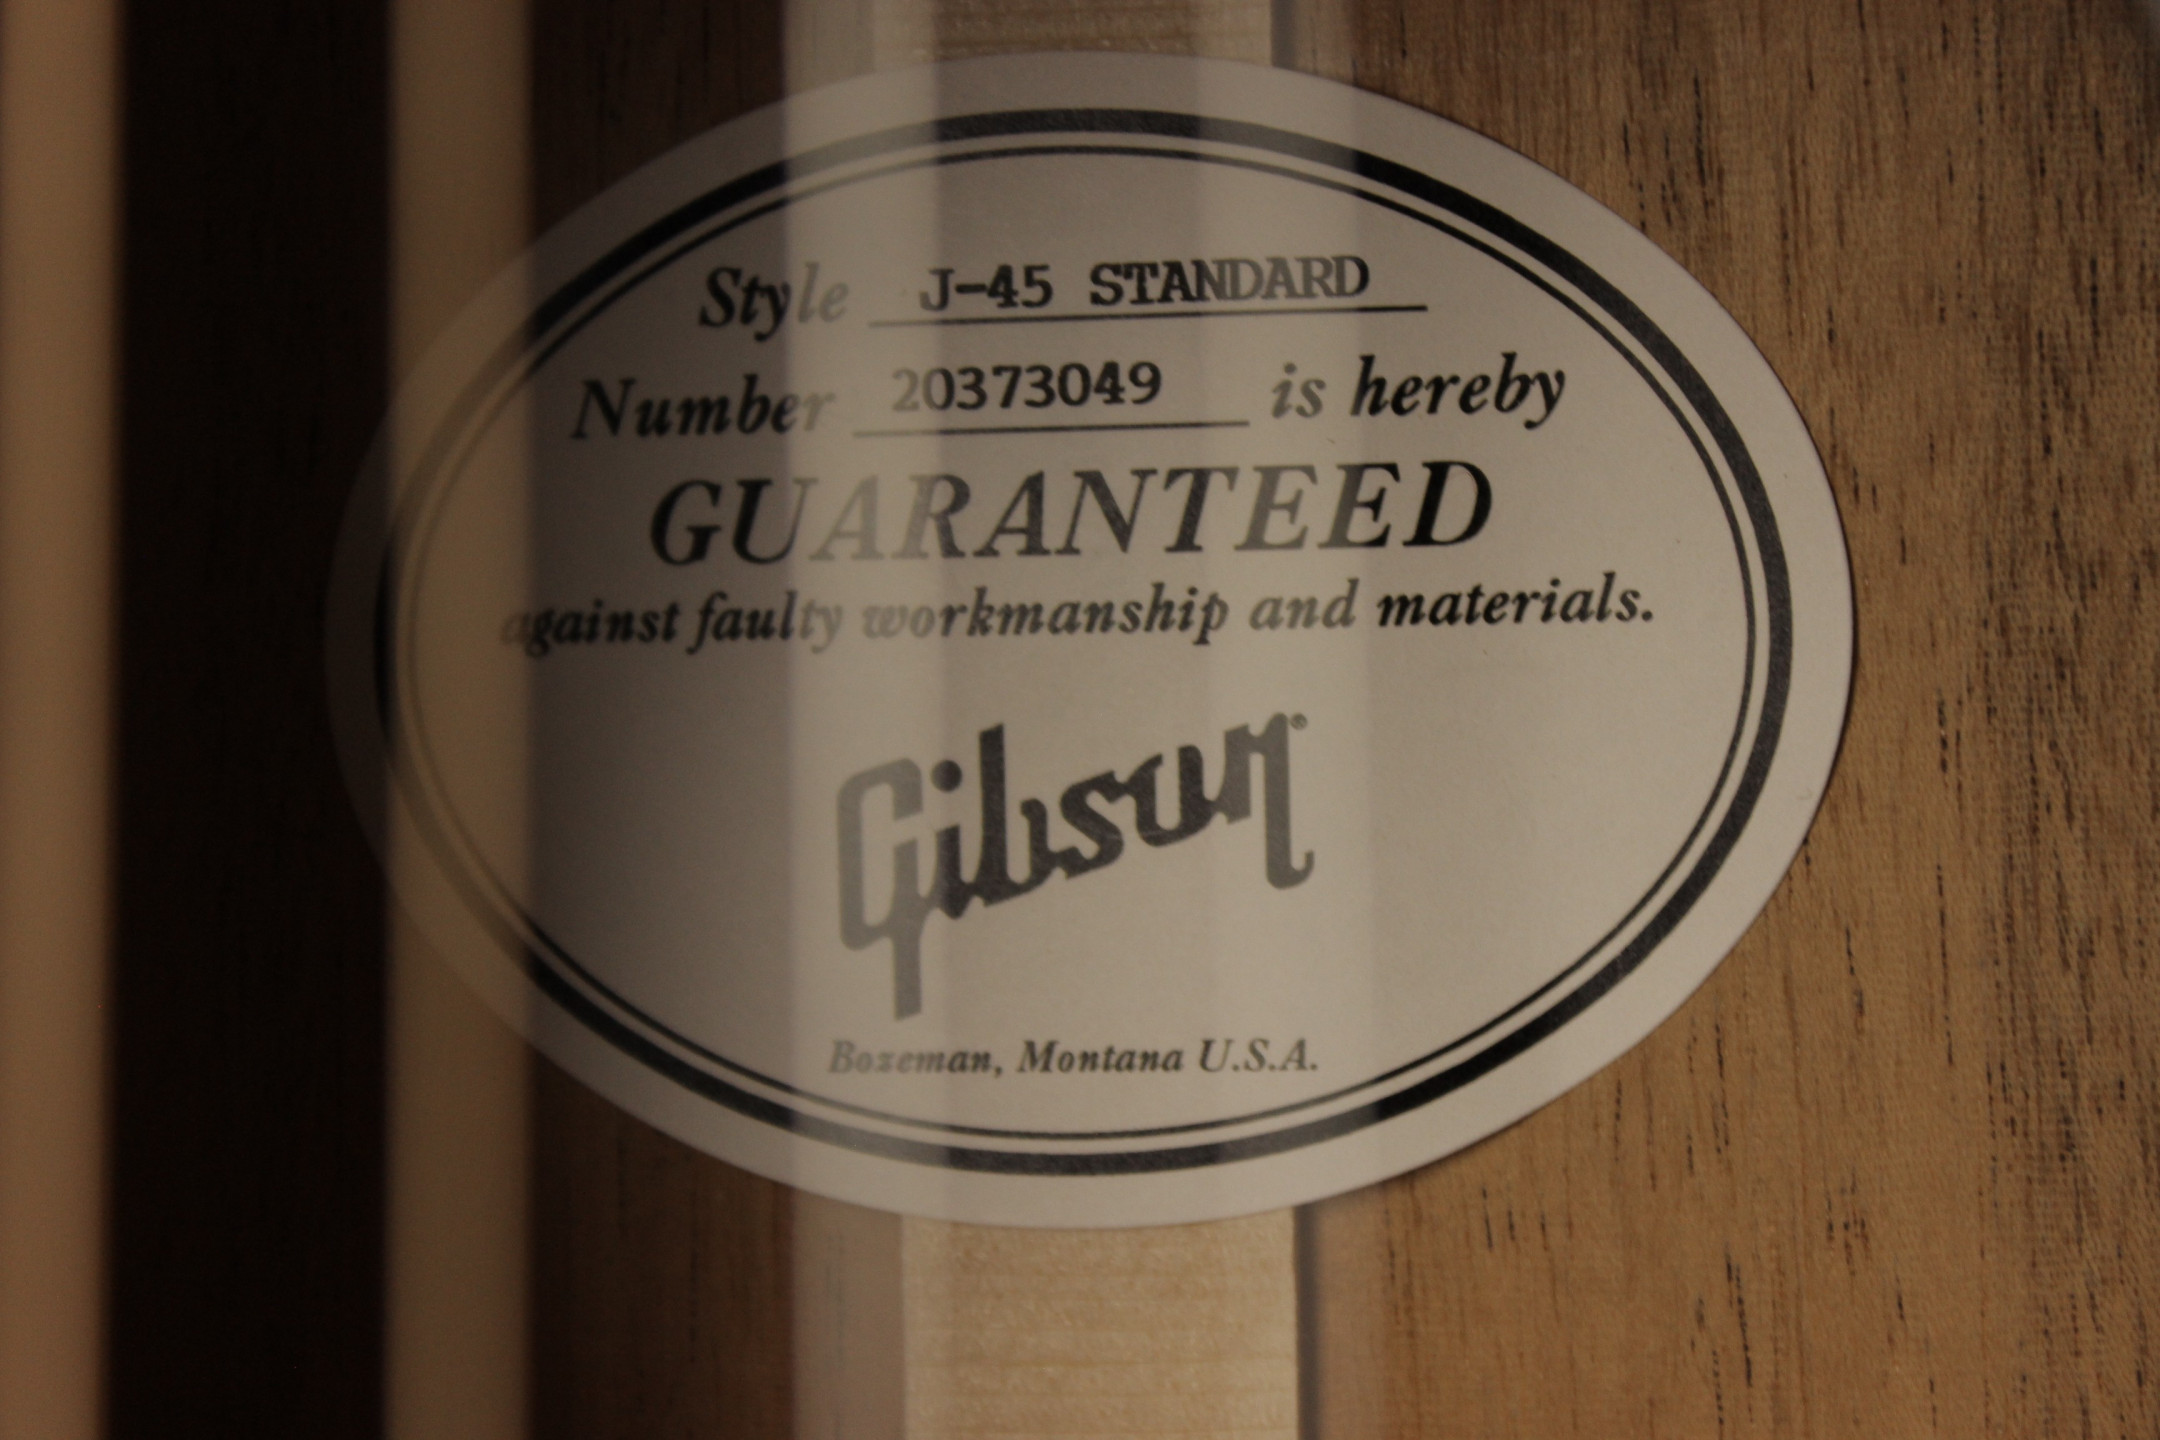 Style J-45 STANDARD
Number 20373049 is hereby
GUARANTEED
against faulty workmanship and materials.
Gibson®
Bozeman, Montana U.S.A.